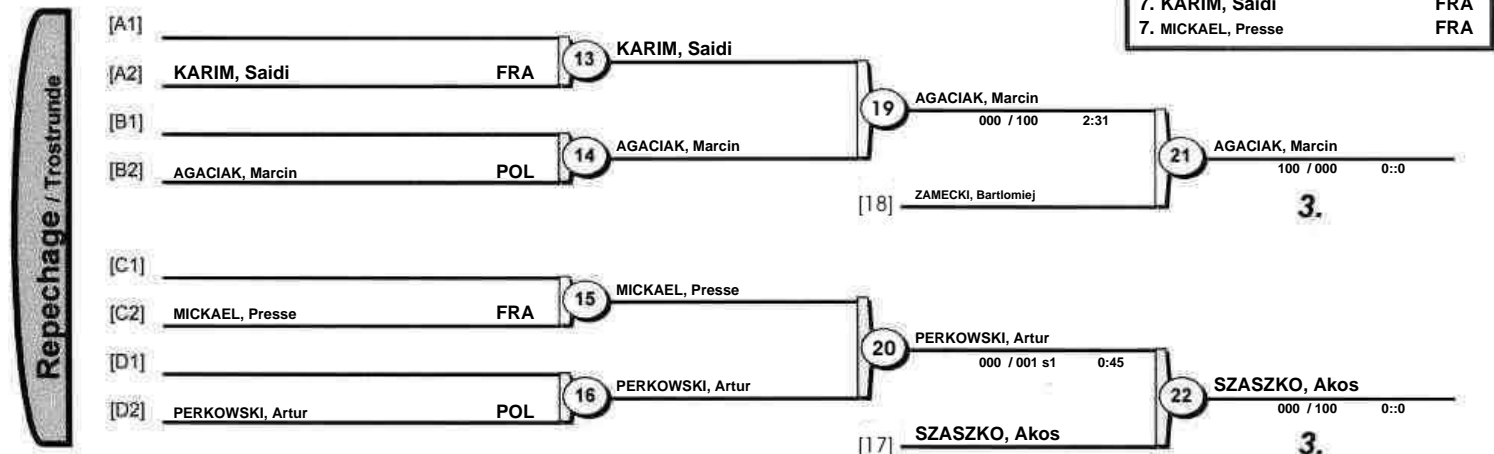 7. KARIM, Saidi FRA
7. MICKAEL, Presse FRA
Repechage / Trostrunde
[A1]
[A2] KARIM, Saidi FRA
13 KARIM, Saidi
[B1]
[B2] AGACIAK, Marcin POL
14 AGACIAK, Marcin
19 AGACIAK, Marcin
000 / 100 2:31
[18] ZAMECKI, Bartlomiej
21 AGACIAK, Marcin
100 / 000 0::0
3.
[C1]
[C2] MICKAEL, Presse FRA
15 MICKAEL, Presse
[D1]
[D2] PERKOWSKI, Artur POL
16 PERKOWSKI, Artur
20 PERKOWSKI, Artur
000 / 001 s1 0:45
[17] SZASZKO, Akos
22 SZASZKO, Akos
000 / 100 0::0
3.